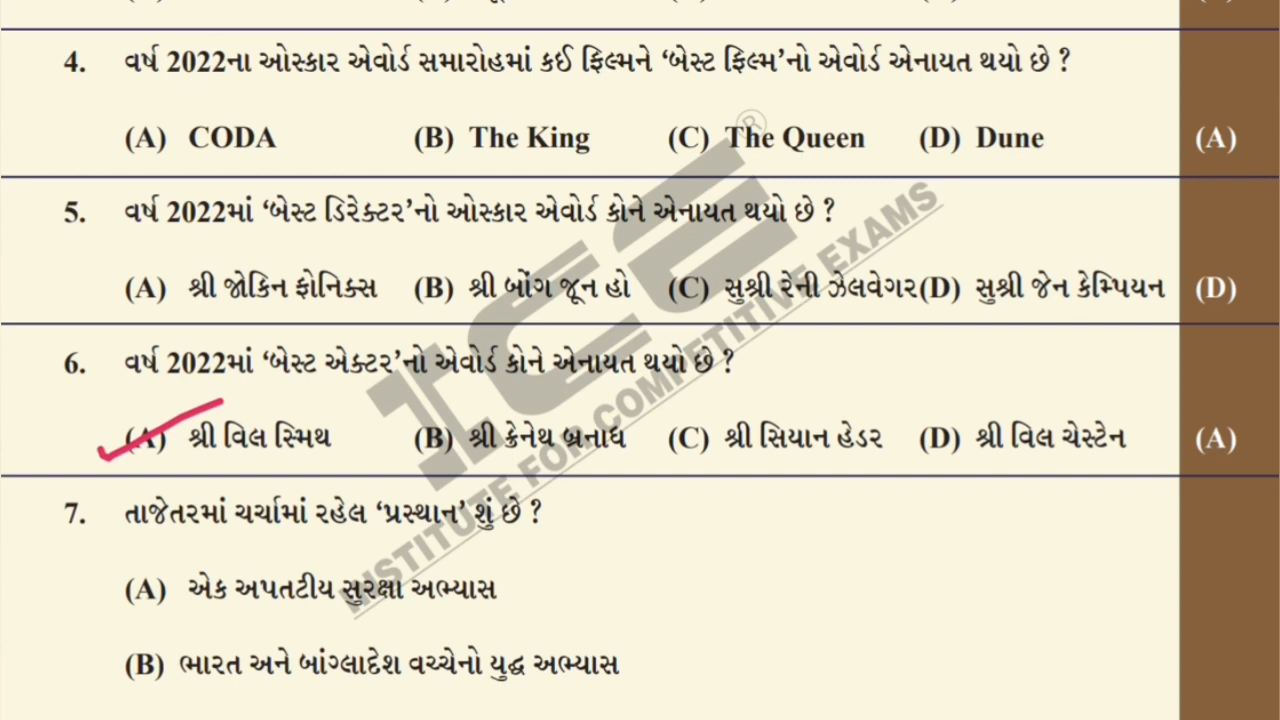 4. વર્ષ 2022ના ઓસ્કાર એવોર્ડ સમારોહમાં કઈ ફિલ્મને ‘બેસ્ટ ફિલ્મ’નો એવોર્ડ એનાયત થયો છે ?
(A) CODA (B) The King (C) The Queen (D) Dune (A)
5. વર્ષ 2022માં ‘બેસ્ટ ડિરેક્ટર’નો ઓસ્કાર એવોર્ડ કોને એનાયત થયો છે ?
(A) શ્રી જોકિન ફોનિક્સ (B) શ્રી બોંગ જૂન હો (C) સુશ્રી રેની ઝેલવેગર (D) સુશ્રી જેન કેમ્પિયન (D)
6. વર્ષ 2022માં ‘બેસ્ટ એક્ટર’નો એવોર્ડ કોને એનાયત થયો છે ?
(A) શ્રી વિલ સ્મિથ (B) શ્રી ક્રેનેથ બ્રનાધ (C) શ્રી સિયાન હેડર (D) શ્રી વિલ ચેસ્ટેન (A)
7. તાજેતરમાં ચર્ચામાં રહેલ ‘પ્રસ્થાન’ શું છે ?
(A) એક અપતટીય સુરક્ષા અભ્યાસ
(B) ભારત અને બાંગ્લાદેશ વચ્ચેનો યુદ્ધ અભ્યાસ
ICE ®
INSTITUTE FOR COMPETITIVE EXAMS